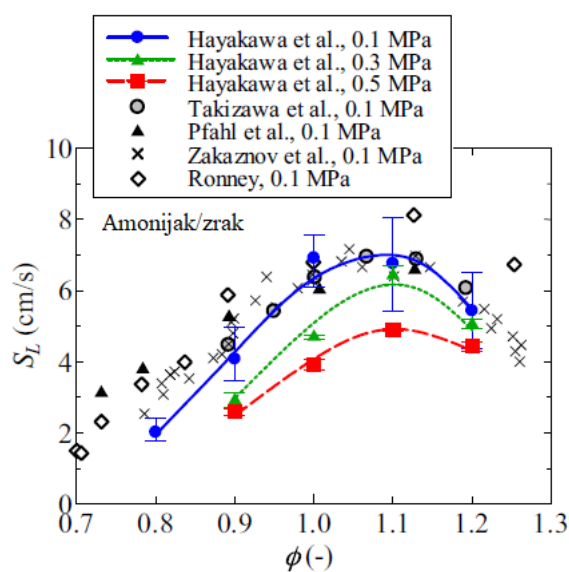 Hayakawa et al., 0.1 MPa
Hayakawa et al., 0.3 MPa
Hayakawa et al., 0.5 MPa
Takizawa et al., 0.1 MPa
Pfahl et al., 0.1 MPa
Zakaznov et al., 0.1 MPa
Ronney, 0.1 MPa
Amonijak/zrak
10
8
6
4
2
0
S_L (cm/s)
0.7 0.8 0.9 1.0 1.1 1.2 1.3
ϕ (-)